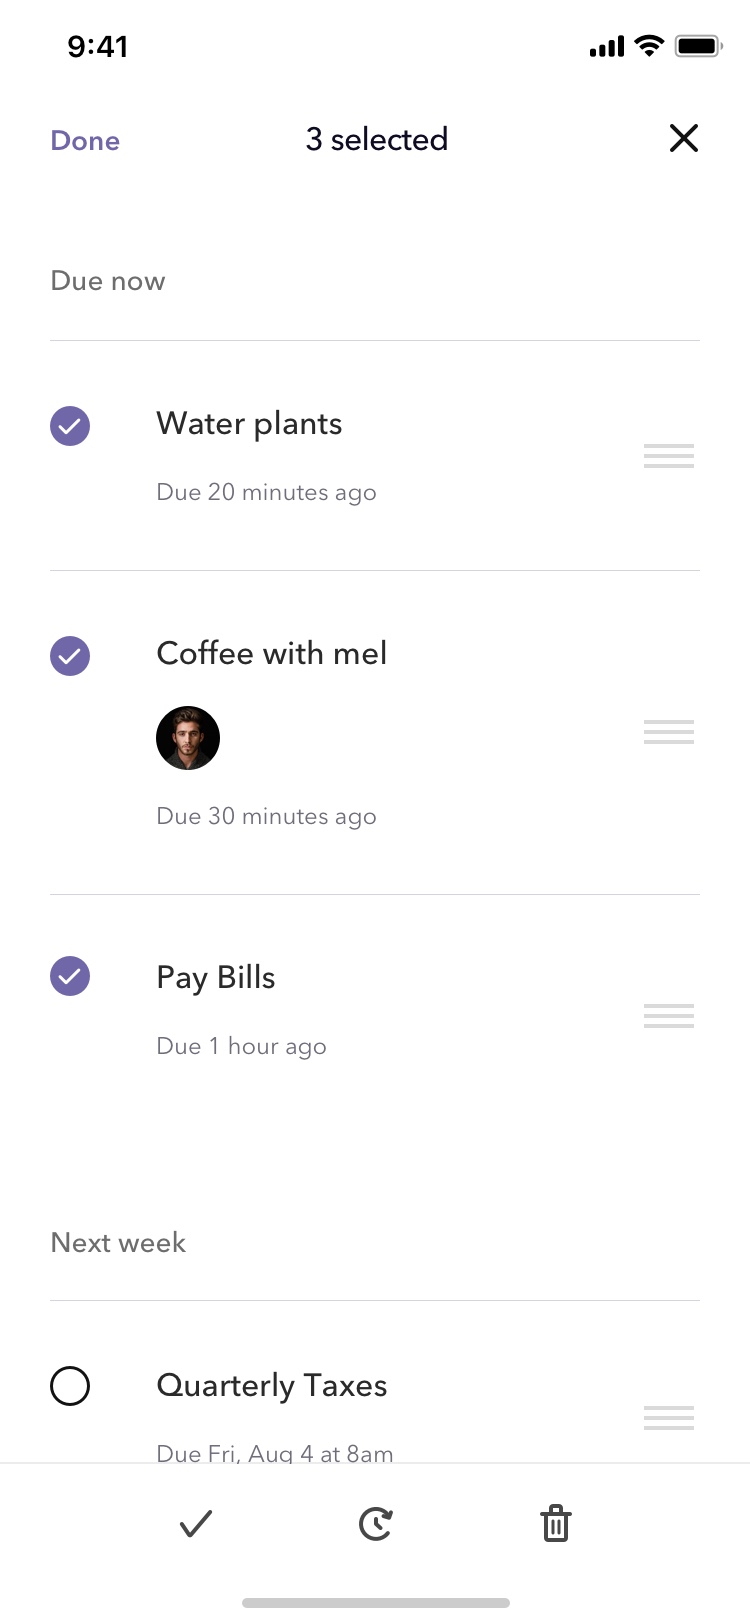 9:41
Done
3 selected
Due now
Water plants
Due 20 minutes ago
Coffee with mel
Due 30 minutes ago
Pay Bills
Due 1 hour ago
Next week
Quarterly Taxes
Due Fri, Aug 4 at 8am